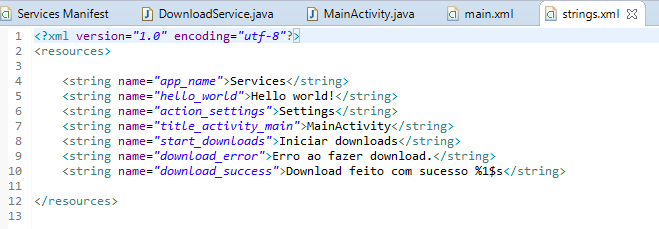 Services Manifest DownloadService.java MainActivity.java main.xml strings.xml
1 <?xml version="1.0" encoding="utf-8"?>
2 <resources>
3
4 <string name="app_name">Services</string>
5 <string name="hello_world">Hello world!</string>
6 <string name="action_settings">Settings</string>
7 <string name="title_activity_main">MainActivity</string>
8 <string name="start_downloads">Iniciar downloads</string>
9 <string name="download_error">Erro ao fazer download.</string>
10 <string name="download_success">Download feito com sucesso %1$s</string>
11
12 </resources>
13